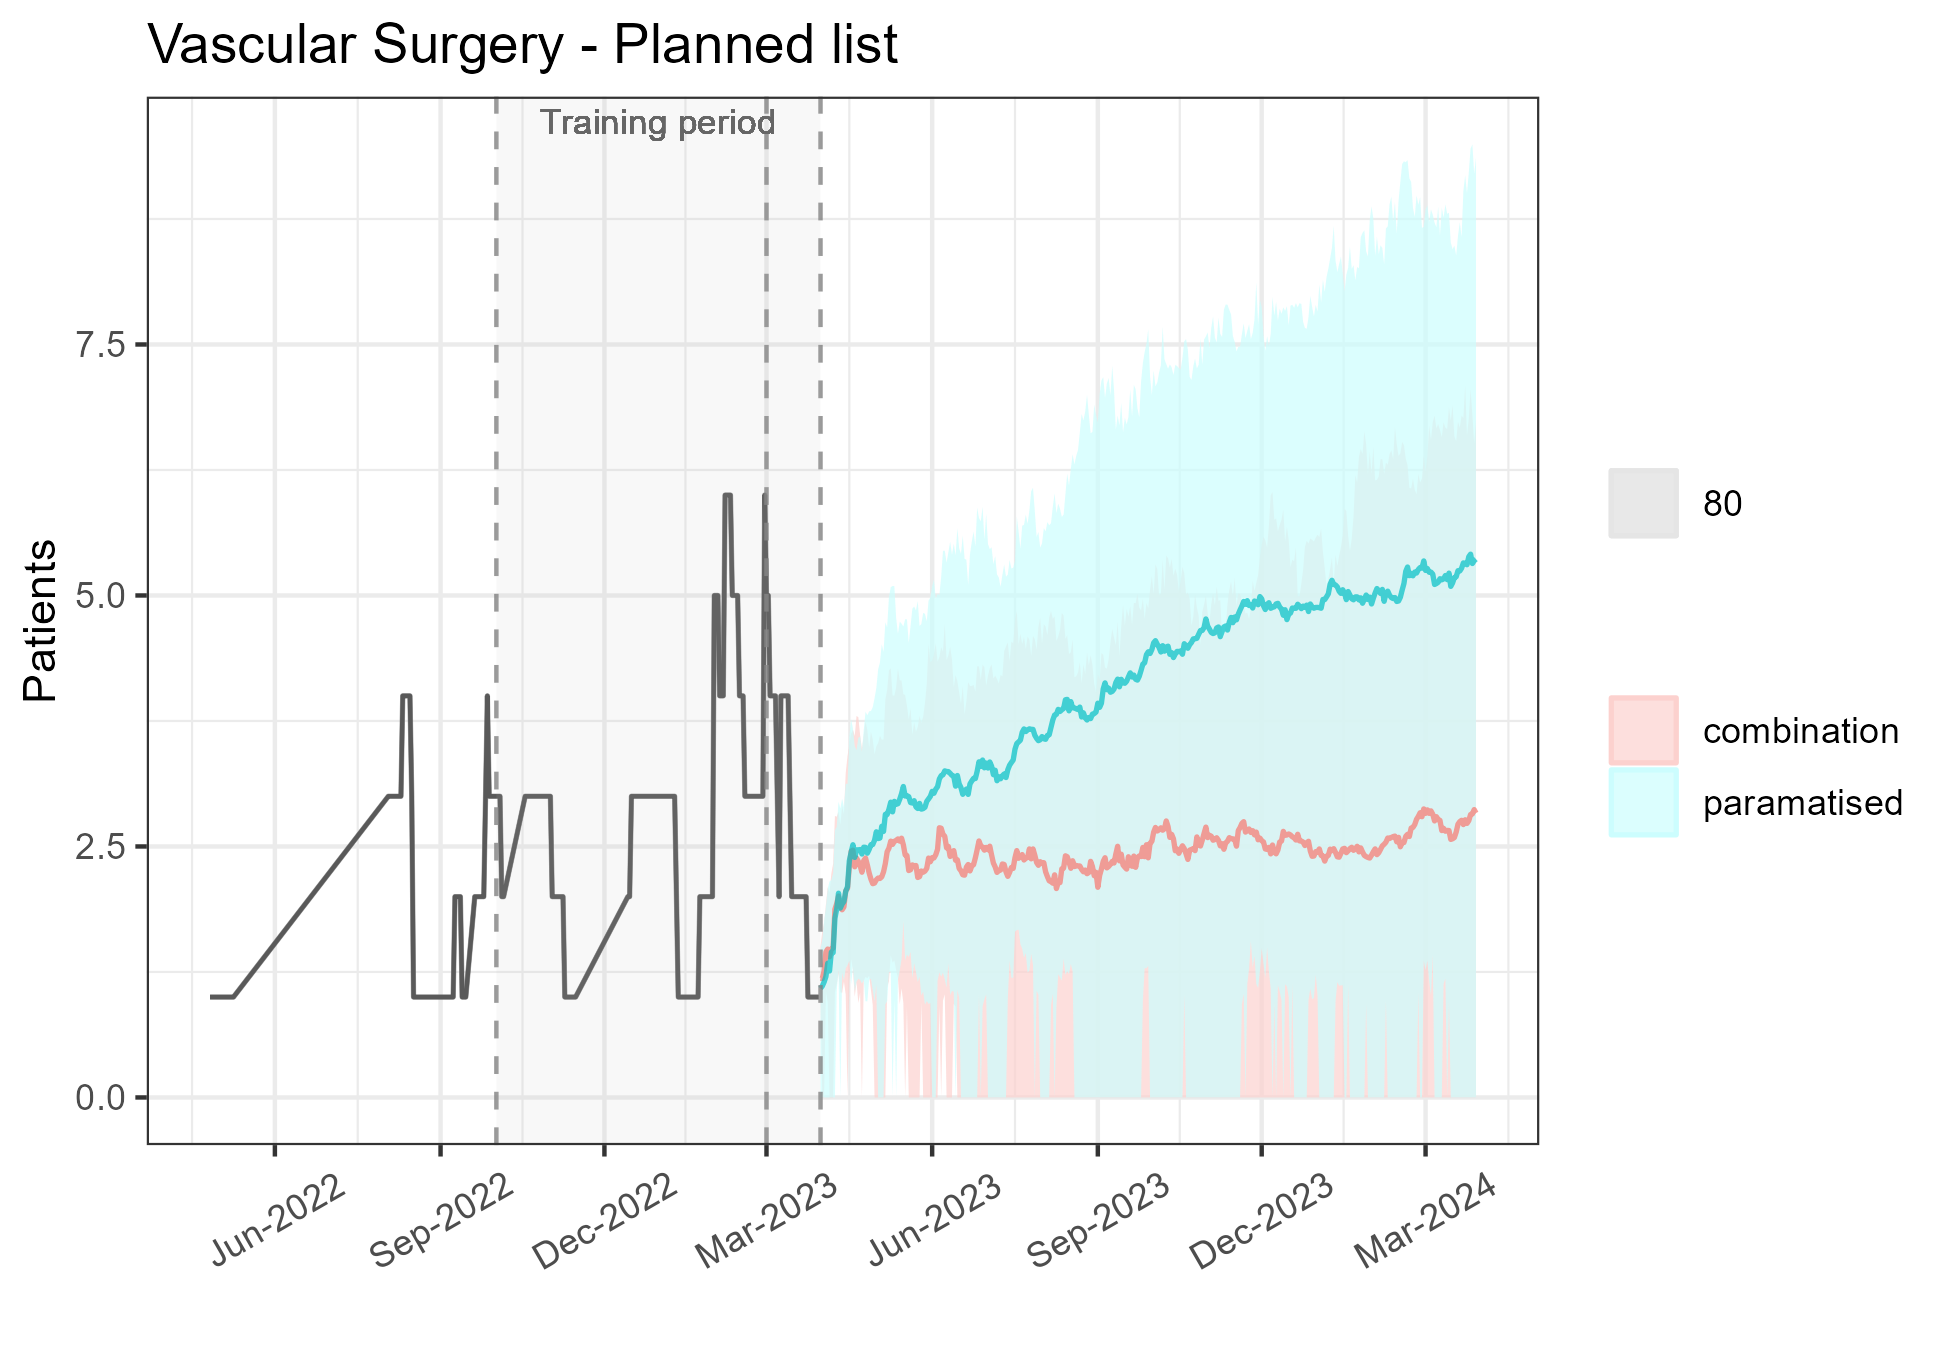 Vascular Surgery - Planned list
Training period
Patients
7.5
5.0
2.5
0.0
Jun-2022
Sep-2022
Dec-2022
Mar-2023
Jun-2023
Sep-2023
Dec-2023
Mar-2024
80
combination
paramatised